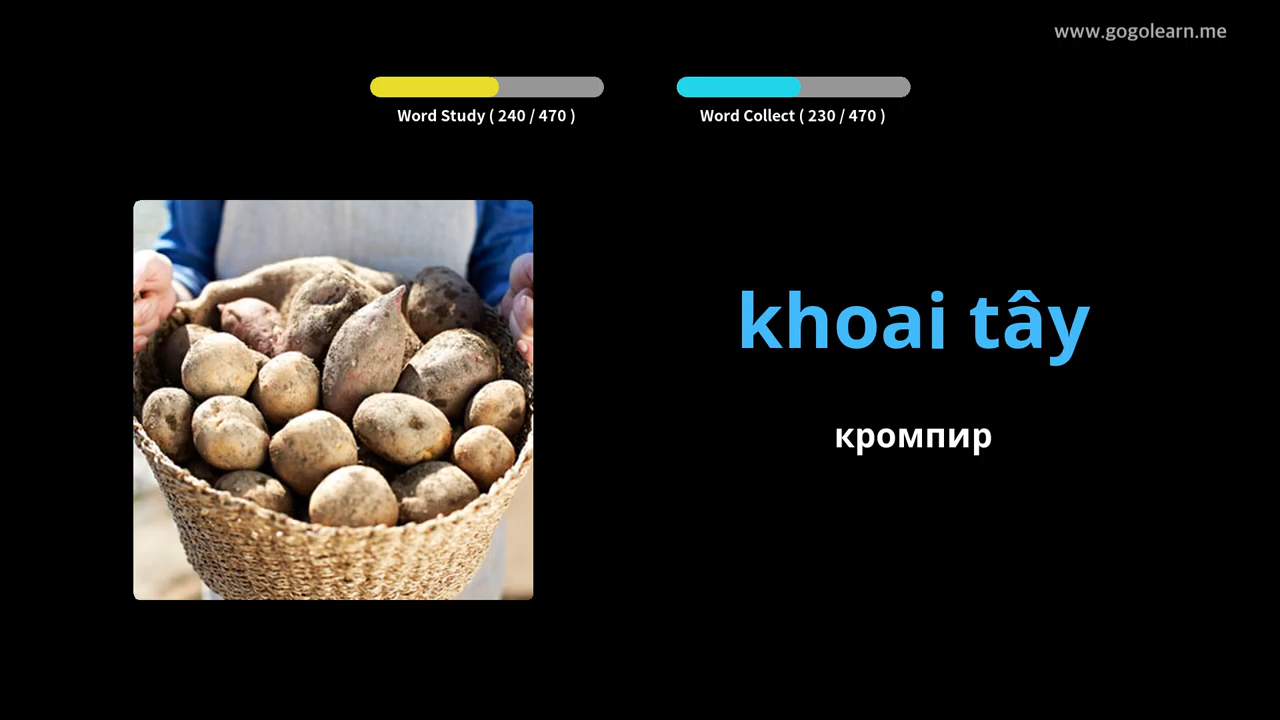 www.gogolearn.me
Word Study ( 240 / 470 )
Word Collect ( 230 / 470 )
khoai tây
кромпир